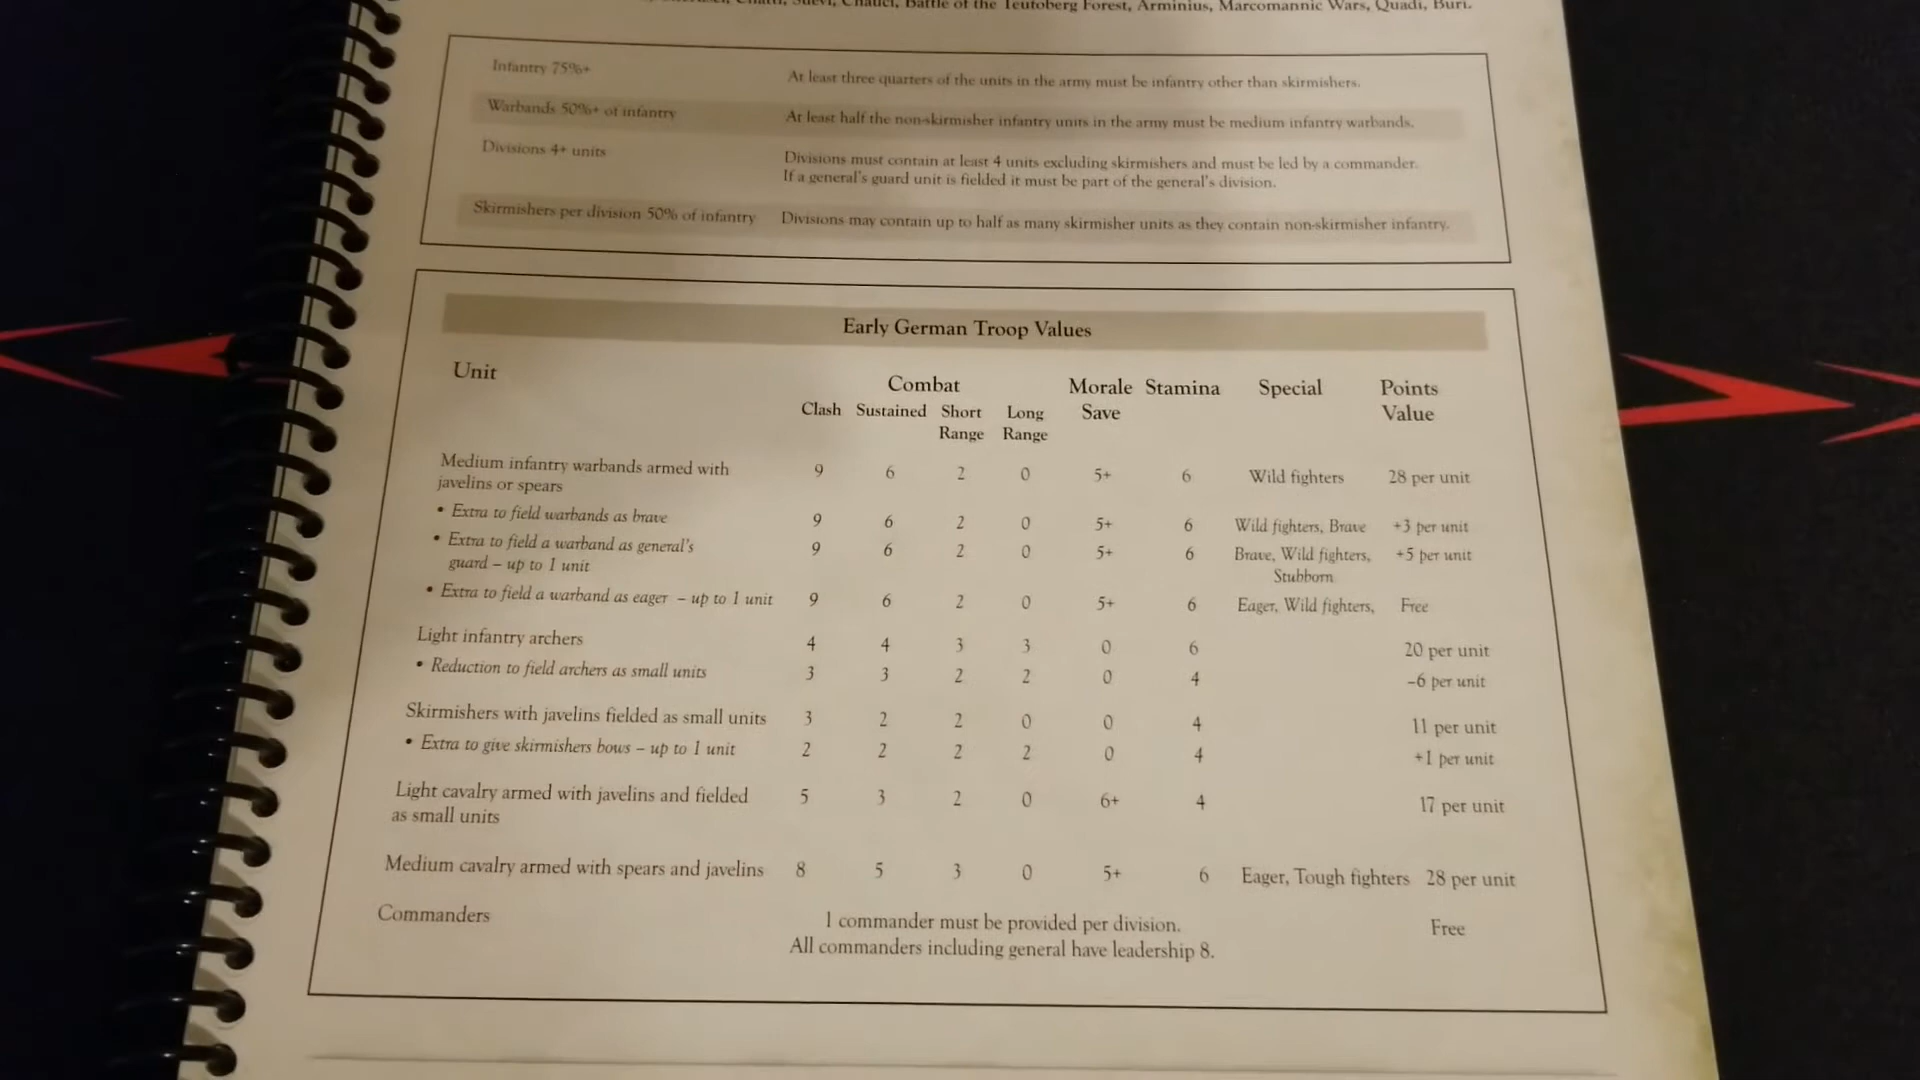 Chatti, Suevi, Chauci, Battle of the Teutoberg Forest, Arminius, Marcomannic Wars, Quadi, Buri.
Infantry 75%+ At least three quarters of the units in the army must be infantry other than skirmishers.
Warbands 50%+ of infantry At least half the non-skirmisher infantry units in the army must be medium infantry warbands.
Divisions 4+ units Divisions must contain at least 4 units excluding skirmishers and must be led by a commander.
If a general's guard unit is fielded it must be part of the general's division.
Skirmishers per division 50% of infantry Divisions may contain up to half as many skirmisher units as they contain non-skirmisher infantry.
Early German Troop Values
Unit Combat Morale Stamina Special Points
Clash Sustained Short Long Save Value
Range Range
Medium infantry warbands armed with 9 6 2 0 5+ 6 Wild fighters 28 per unit
javelins or spears
• Extra to field warbands as brave 9 6 2 0 5+ 6 Wild fighters, Brave +3 per unit
• Extra to field a warband as general's 9 6 2 0 5+ 6 Brave, Wild fighters, +5 per unit
guard – up to 1 unit Stubborn
• Extra to field a warband as eager – up to 1 unit 9 6 2 0 5+ 6 Eager, Wild fighters, Free
Light infantry archers 4 4 3 3 0 6 20 per unit
• Reduction to field archers as small units 3 3 2 2 0 4 –6 per unit
Skirmishers with javelins fielded as small units 3 2 2 0 0 4 11 per unit
• Extra to give skirmishers bows – up to 1 unit 2 2 2 2 0 4 +1 per unit
Light cavalry armed with javelins and fielded 5 3 2 0 6+ 4 17 per unit
as small units
Medium cavalry armed with spears and javelins 8 5 3 0 5+ 6 Eager, Tough fighters 28 per unit
Commanders 1 commander must be provided per division. Free
All commanders including general have leadership 8.